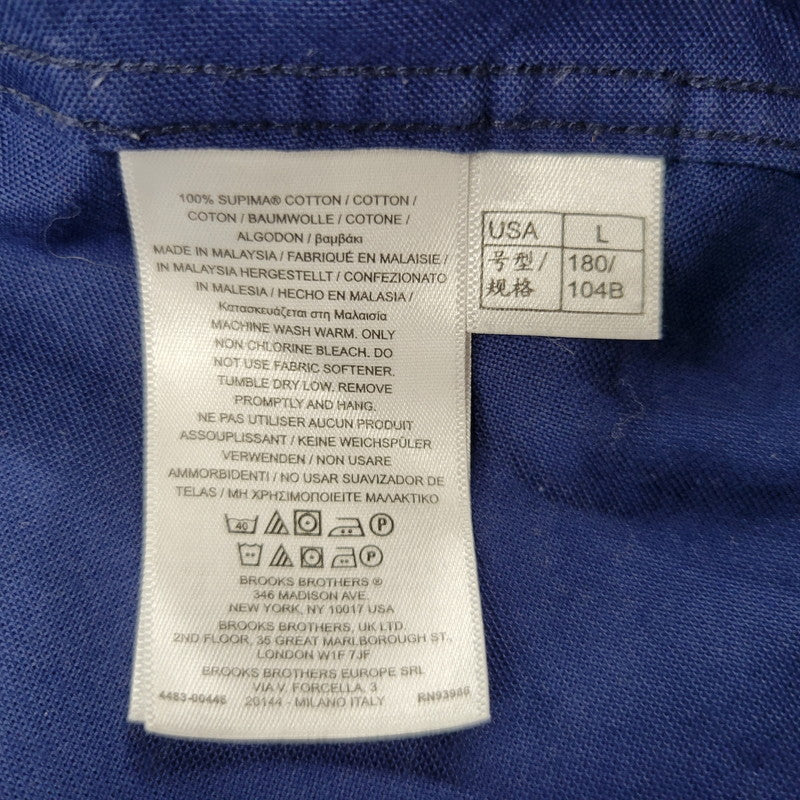 100% SUPIMA® COTTON / COTTON /
COTON / BAUMWOLLE / COTONE /
ALGODON / βαμβάκι
MADE IN MALAYSIA / FABRIQUÉ EN MALAISIE /
IN MALAYSIA HERGESTELLT / CONFEZIONATO
IN MALESIA / HECHO EN MALASIA /
Κατασκευάζεται στη Μαλαισία
MACHINE WASH WARM. ONLY
NON CHLORINE BLEACH. DO
NOT USE FABRIC SOFTENER.
TUMBLE DRY LOW. REMOVE
PROMPTLY AND HANG.
NE PAS UTILISER AUCUN PRODUIT
ASSOUPLISSANT / KEINE WEICHSPÜLER
VERWENDEN / NON USARE
AMMORBIDENTI / NO USAR SUAVIZADOR DE
TELAS / ΜΗ ΧΡΗΣΙΜΟΠΟΙΕΙΤΕ ΜΑΛΑΚΤΙΚΟ
40 P
P
BROOKS BROTHERS ®
346 MADISON AVE.
NEW YORK, NY 10017 USA
BROOKS BROTHERS, UK LTD.
2ND FLOOR, 35 GREAT MARLBOROUGH ST.,
LONDON W1F 7JF
BROOKS BROTHERS EUROPE SRL
VIA V. FORCELLA, 3
4483-00446 20144 - MILANO ITALY RN93986
USA L
号型/ 180/
规格 104B